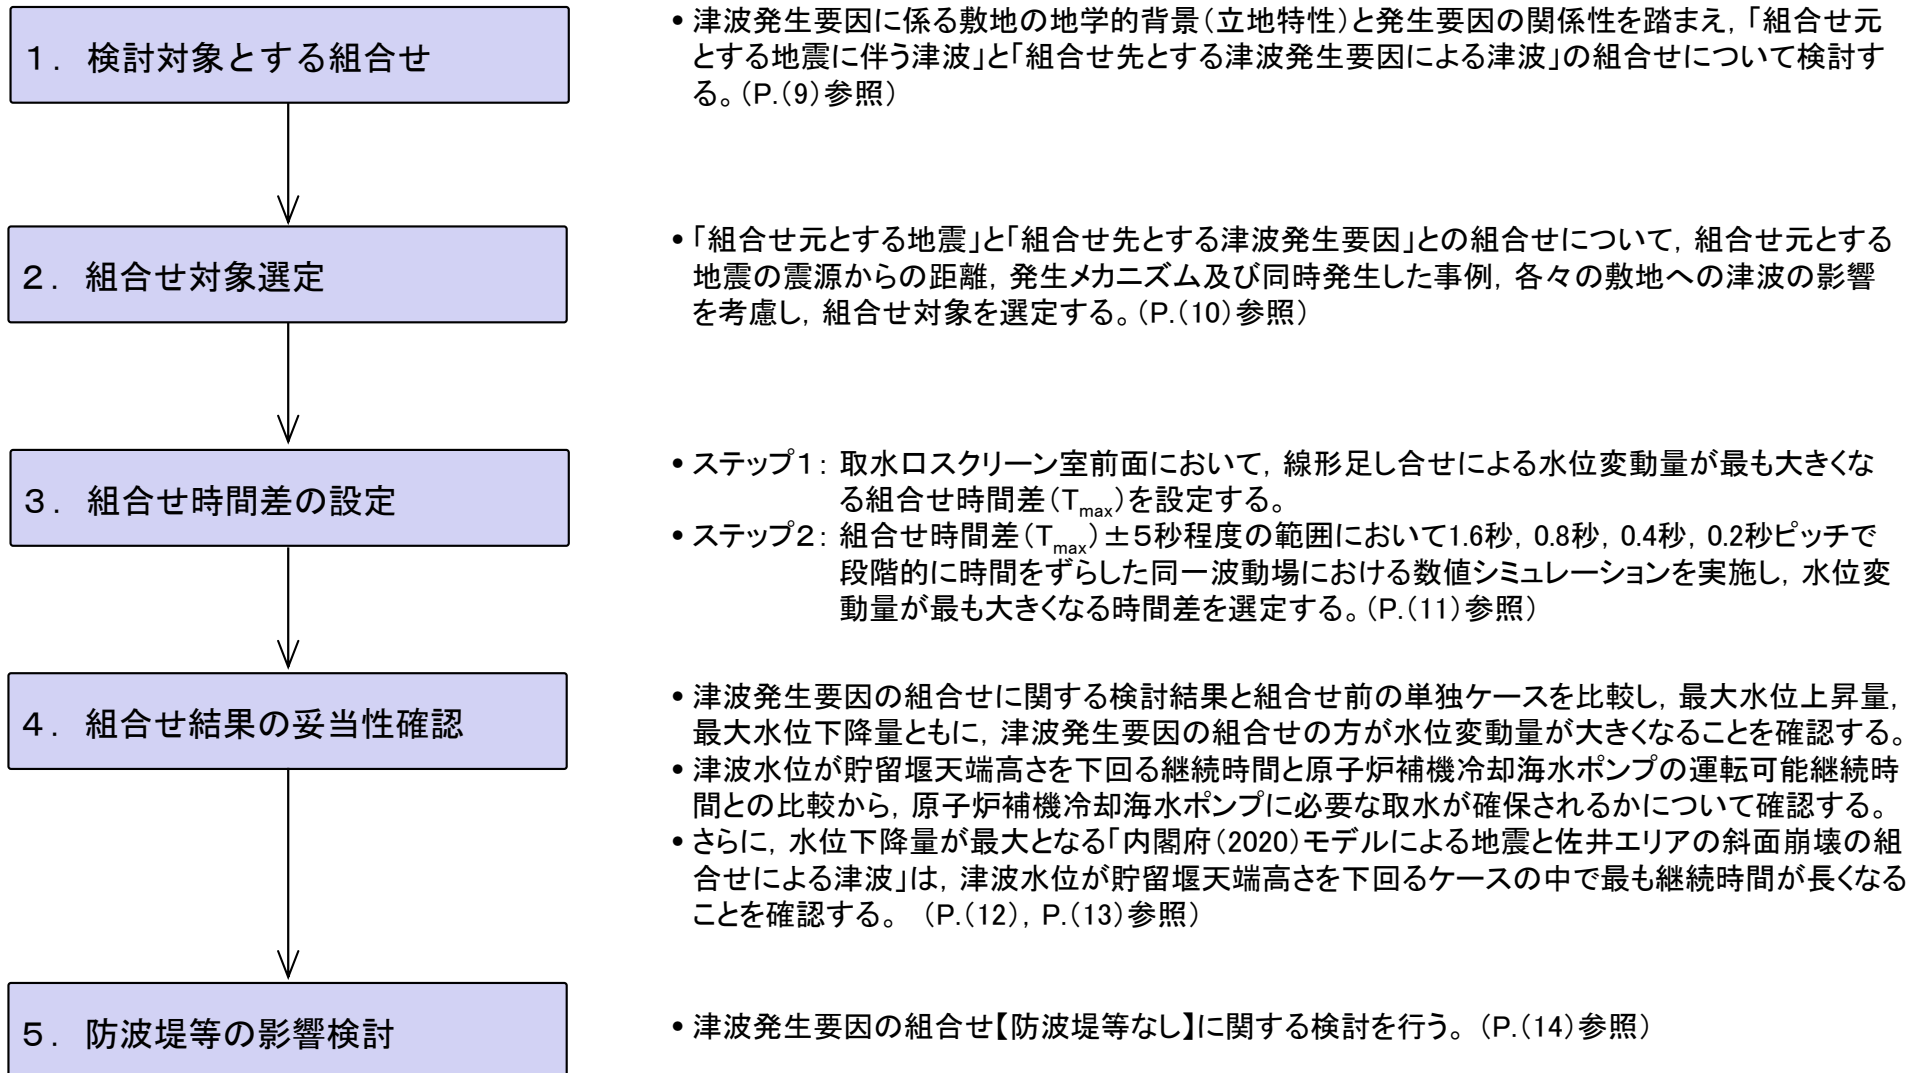 １．検討対象とする組合せ
・津波発生要因に係る敷地の地学的背景（立地特性）と発生要因の関係性を踏まえ，「組合せ元
とする地震に伴う津波」と「組合せ先とする津波発生要因による津波」の組合せについて検討す
る。（P.(9)参照）
２．組合せ対象選定
・「組合せ元とする地震」と「組合せ先とする津波発生要因」との組合せについて，組合せ元とする
地震の震源からの距離，発生メカニズム及び同時発生した事例，各々の敷地への津波の影響
を考慮し，組合せ対象を選定する。（P.(10)参照）
３．組合せ時間差の設定
・ステップ１：取水口スクリーン室前面において，線形足し合せによる水位変動量が最も大きくな
る組合せ時間差（Tmax）を設定する。
・ステップ２：組合せ時間差（Tmax）±５秒程度の範囲において1.6秒，0.8秒，0.4秒，0.2秒ピッチで
段階的に時間をずらした同一波動場における数値シミュレーションを実施し，水位変
動量が最も大きくなる時間差を選定する。（P.(11)参照）
４．組合せ結果の妥当性確認
・津波発生要因の組合せに関する検討結果と組合せ前の単独ケースを比較し，最大水位上昇量，
最大水位下降量ともに，津波発生要因の組合せの方が水位変動量が大きくなることを確認する。
・津波水位が貯留堰天端高さを下回る継続時間と原子炉補機冷却海水ポンプの運転可能継続時
間との比較から，原子炉補機冷却海水ポンプに必要な取水が確保されるかについて確認する。
・さらに，水位下降量が最大となる「内閣府（2020）モデルによる地震と佐井エリアの斜面崩壊の組
合せによる津波」は，津波水位が貯留堰天端高さを下回るケースの中で最も継続時間が長くなる
ことを確認する。（P.(12)，P.(13)参照）
５．防波堤等の影響検討
・津波発生要因の組合せ【防波堤等なし】に関する検討を行う。（P.(14)参照）